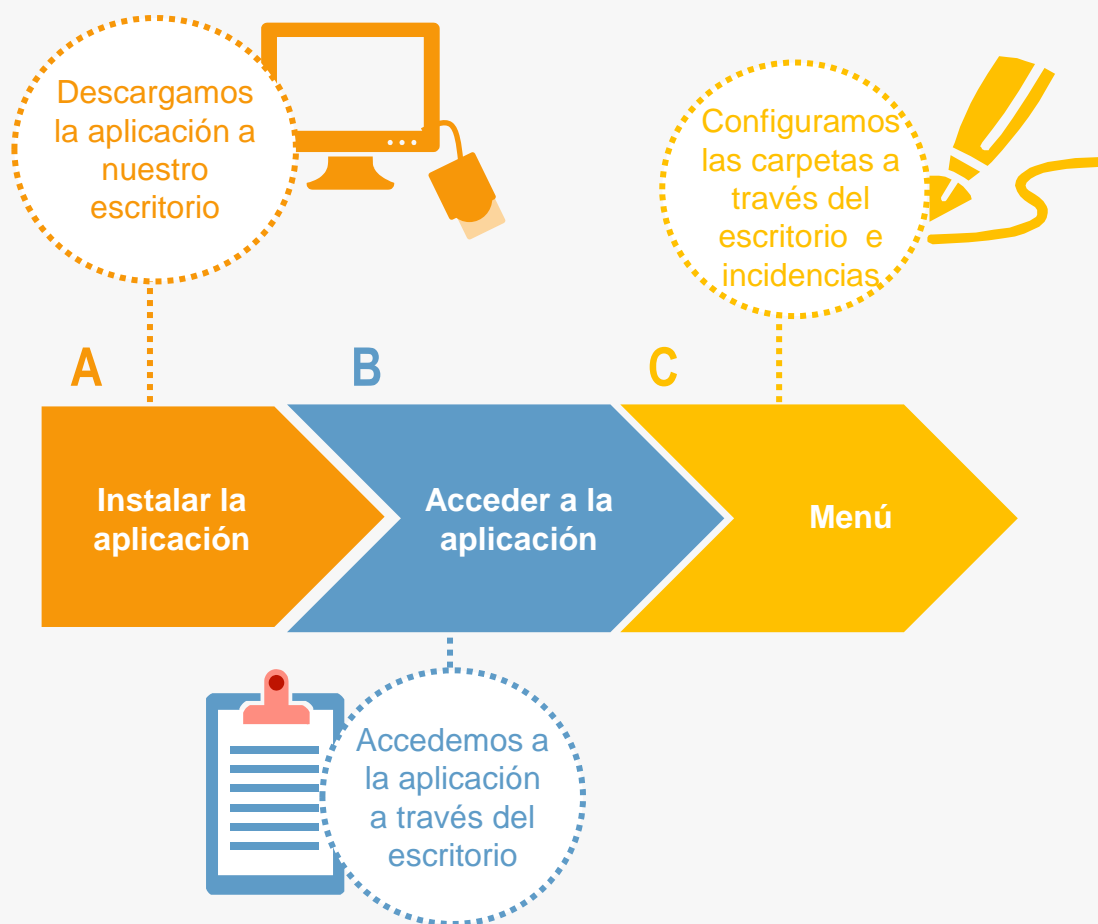 Descargamos
la aplicación a
nuestro
escritorio
Configuramos
las carpetas a
través del
escritorio e
incidencias
A
B
C
Instalar la
aplicación
Acceder a la
aplicación
Menú
Accedemos a
la aplicación
a través del
escritorio